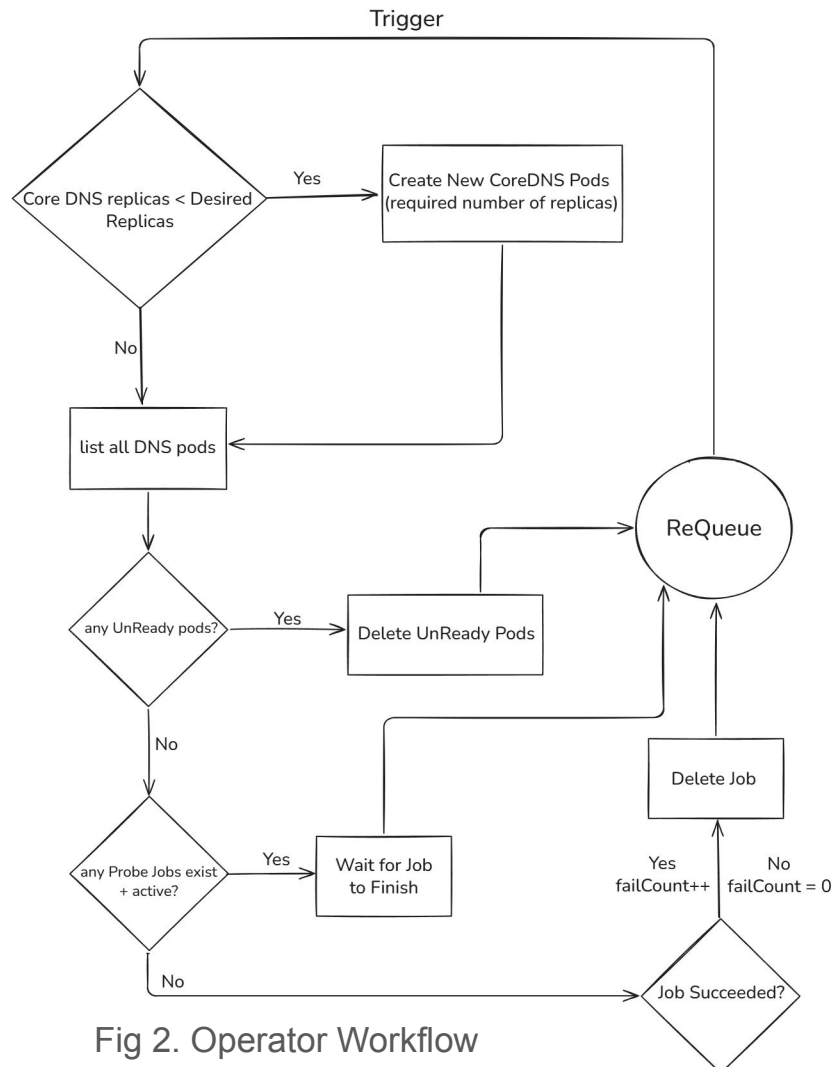 Trigger
Core DNS replicas < Desired
Replicas
Yes
Create New CoreDNS Pods
(required number of replicas)
No
list all DNS pods
ReQueue
any UnReady pods?
Yes
Delete UnReady Pods
No
Delete Job
any Probe Jobs exist
+ active?
Yes
Wait for Job
to Finish
Yes
failCount++
No
failCount = 0
No
Job Succeeded?
Fig 2. Operator Workflow